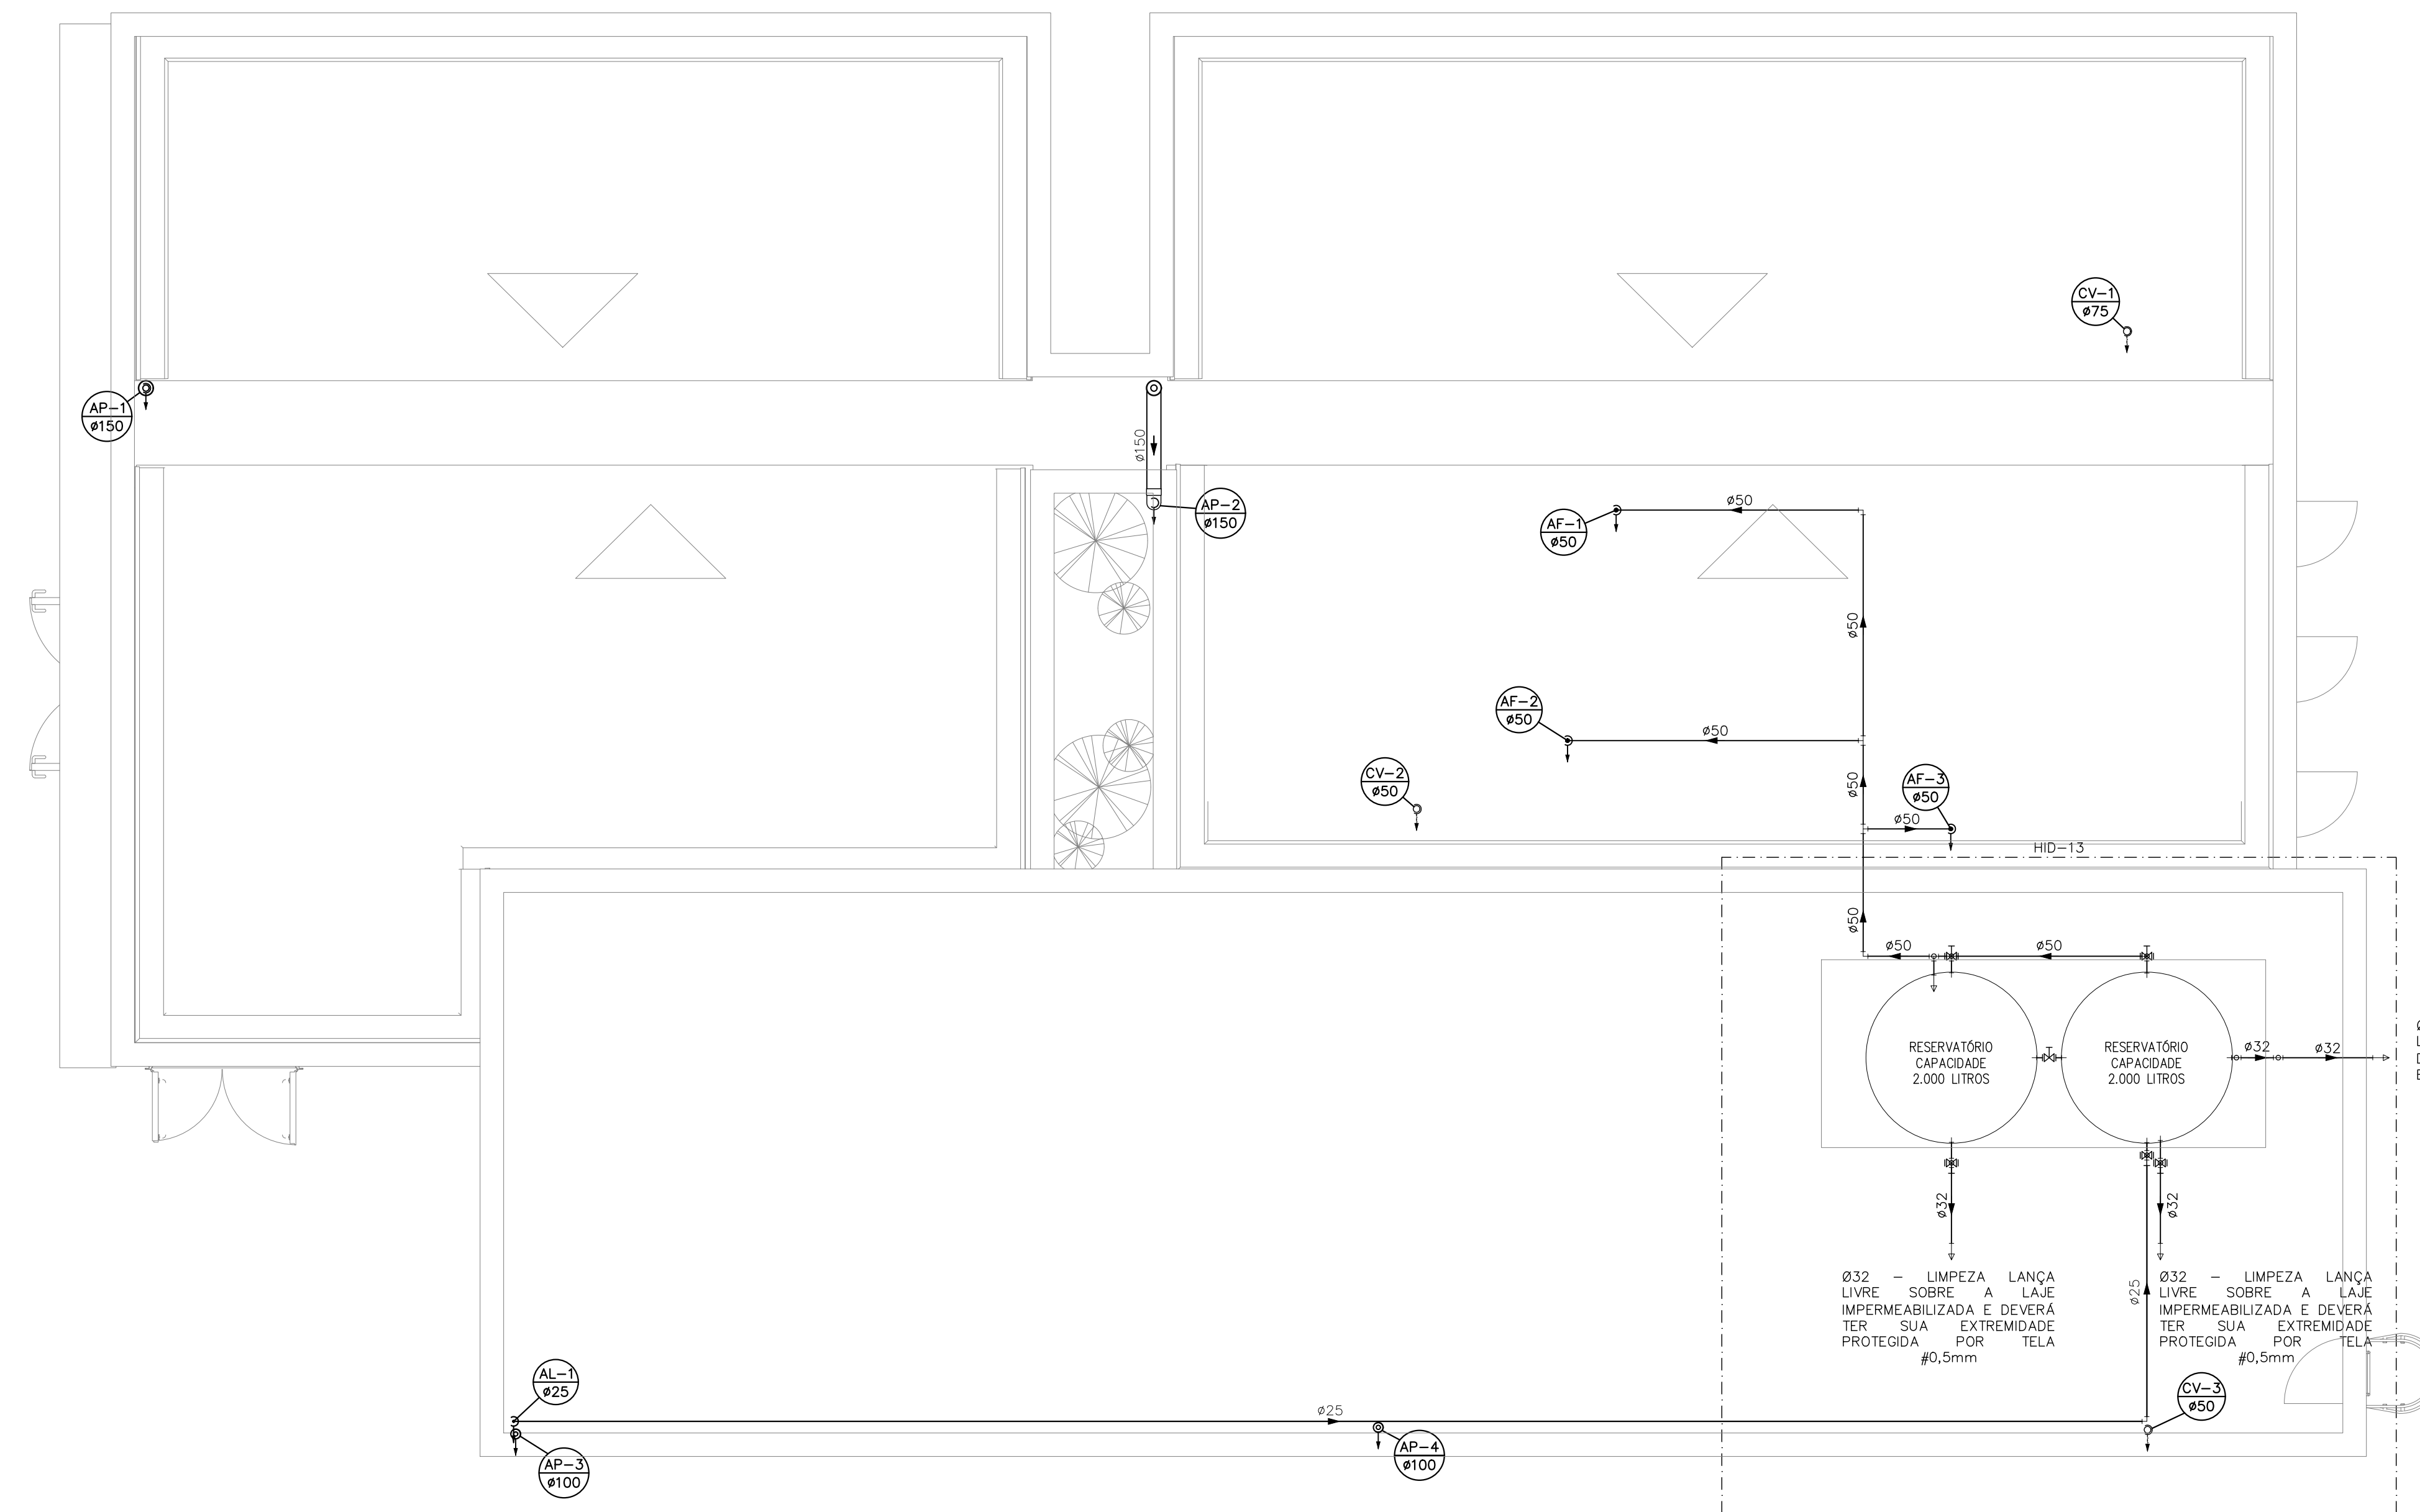 CV-1
ø75
AP-1
ø150
ø150
AP-2
ø150
AF-1
ø50
ø50
ø50
AF-2
ø50
ø50
CV-2
ø50
ø50
AF-3
ø50
ø50
HID-13
ø50
ø50
ø50
RESERVATÓRIO
CAPACIDADE
2.000 LITROS
RESERVATÓRIO
CAPACIDADE
2.000 LITROS
ø32
ø32
ø32
ø32
Ø32 - LIMPEZA LANÇA
LIVRE SOBRE A LAJE
IMPERMEABILIZADA E DEVERÁ
TER SUA EXTREMIDADE
PROTEGIDA POR TELA
#0,5mm
ø25
Ø32 - LIMPEZA LANÇA
LIVRE SOBRE A LAJE
IMPERMEABILIZADA E DEVERÁ
TER SUA EXTREMIDADE
PROTEGIDA POR TELA
#0,5mm
AL-1
ø25
ø25
CV-3
ø50
AP-3
ø100
AP-4
ø100